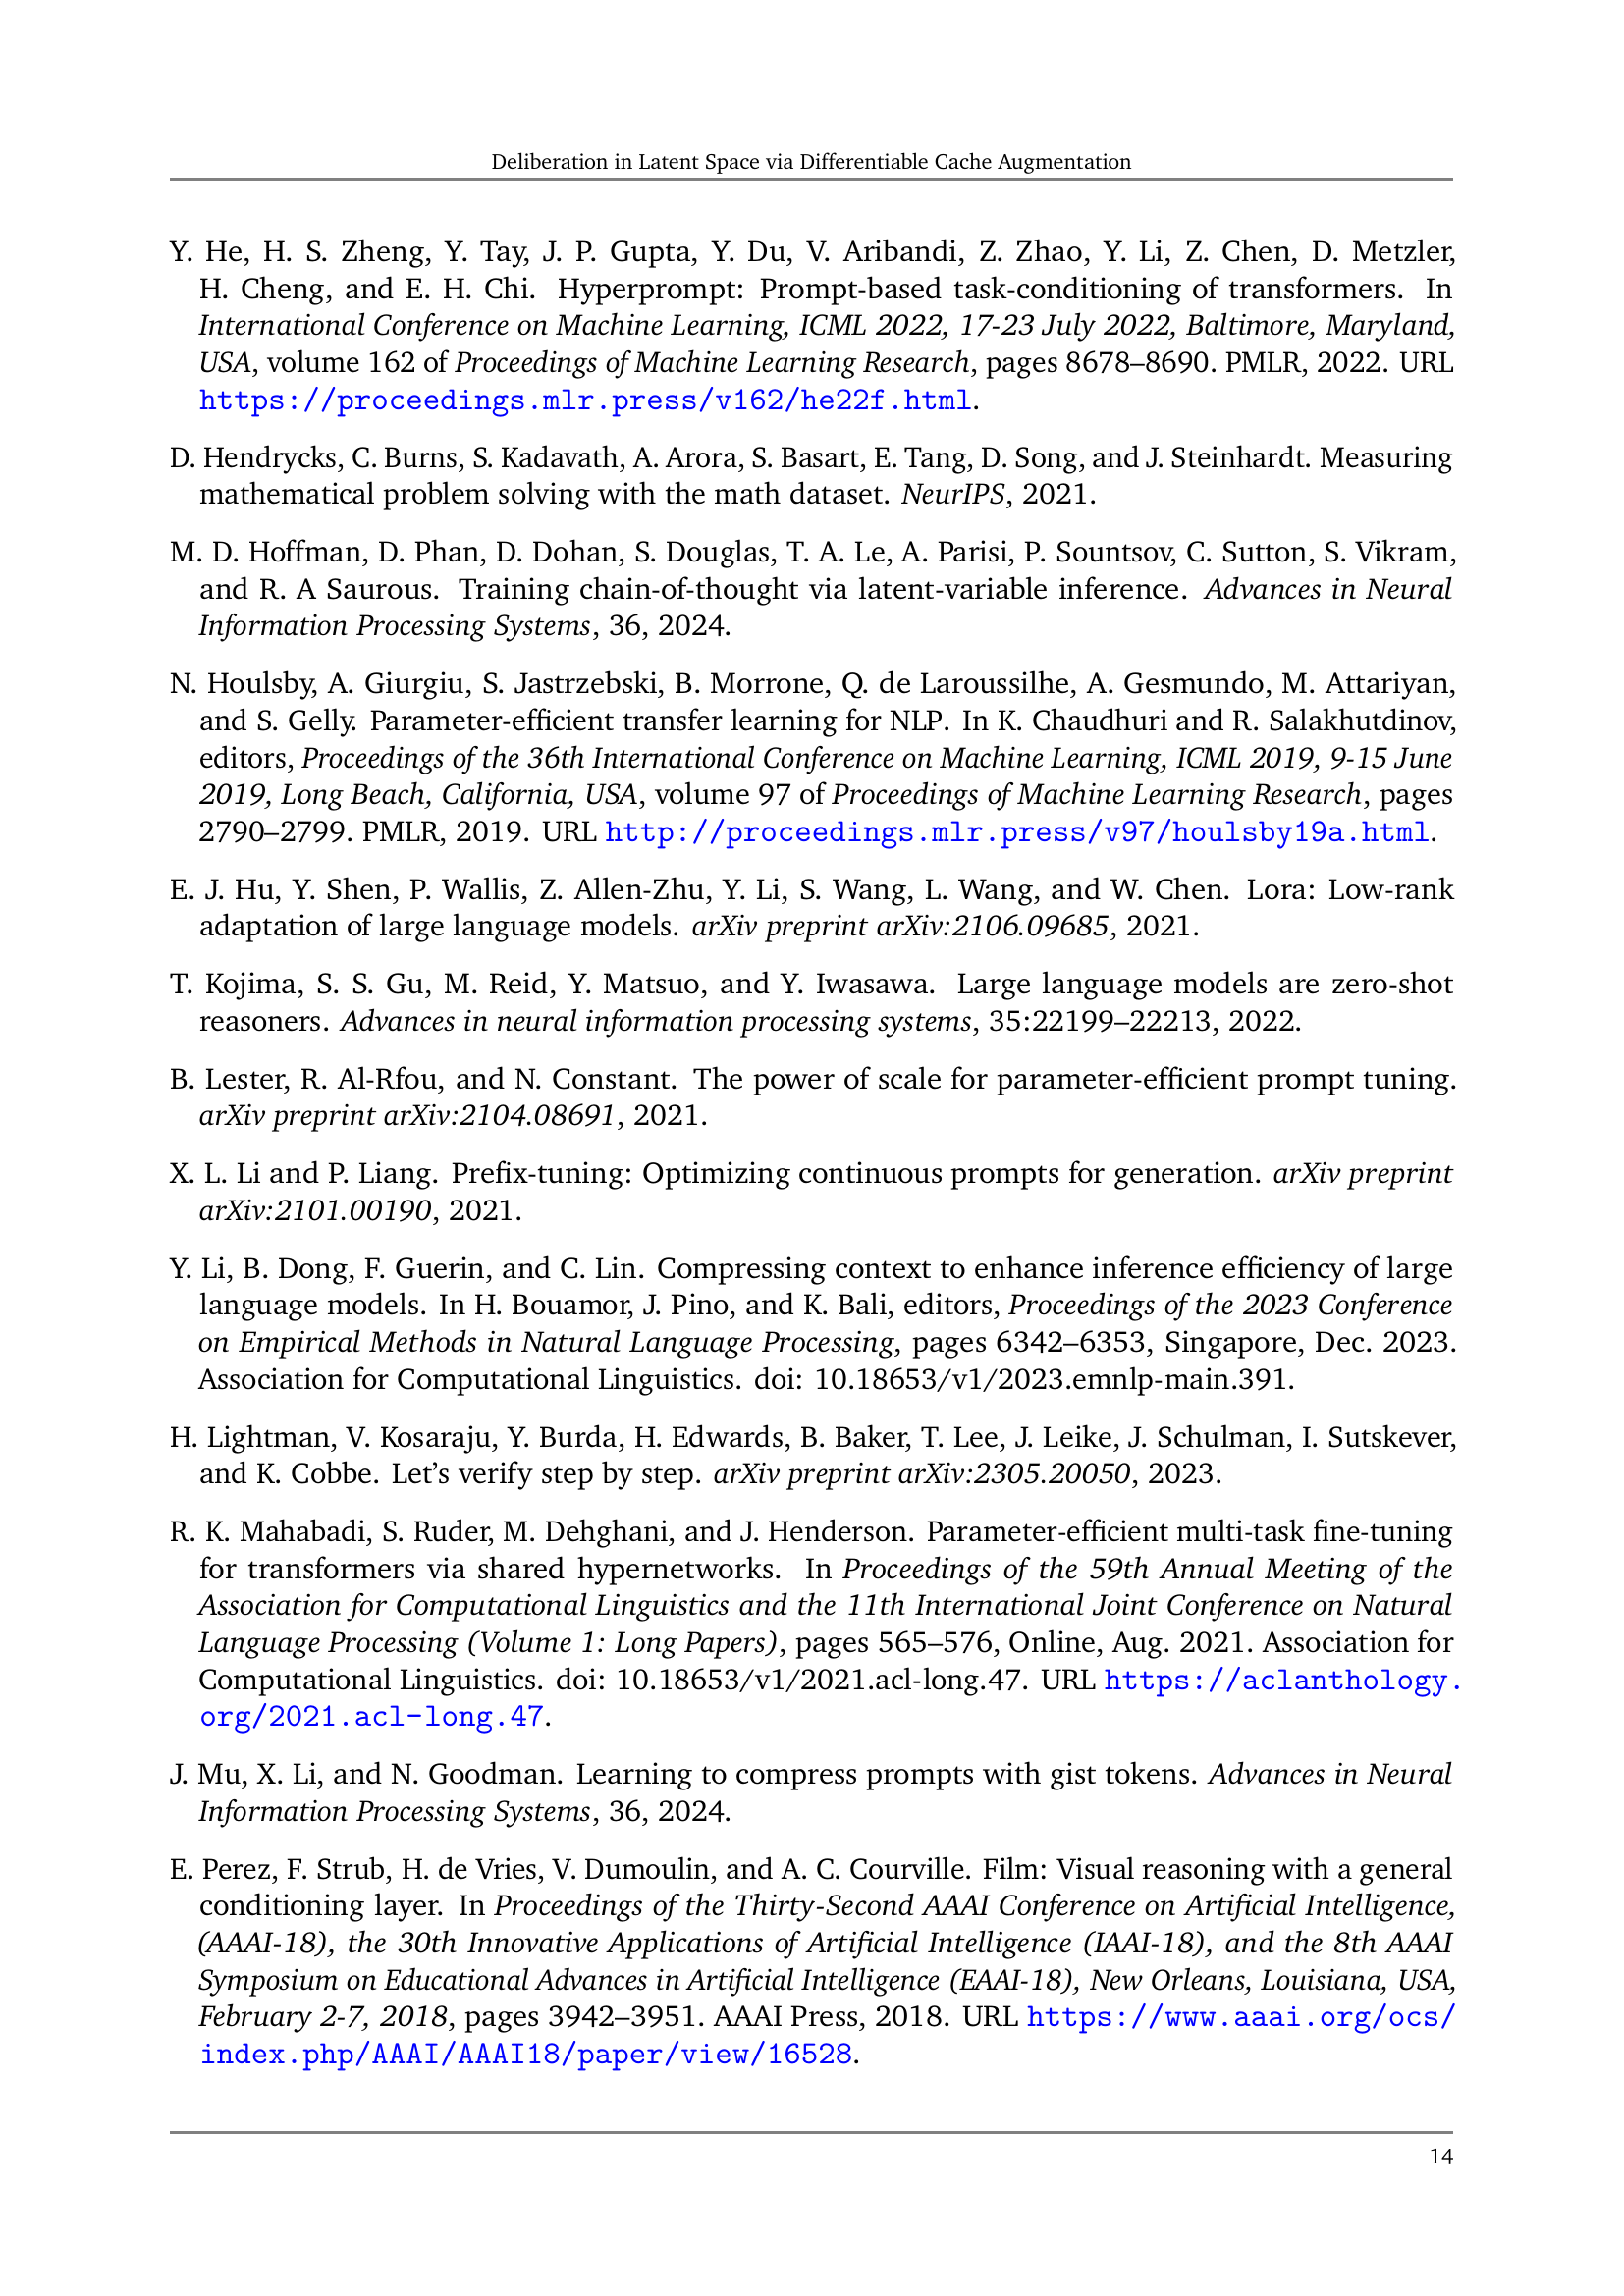 Deliberation in Latent Space via Differentiable Cache Augmentation
Y. He, H. S. Zheng, Y. Tay, J. P. Gupta, Y. Du, V. Aribandi, Z. Zhao, Y. Li, Z. Chen, D. Metzler,
H. Cheng, and E. H. Chi. Hyperprompt: Prompt-based task-conditioning of transformers. In
International Conference on Machine Learning, ICML 2022, 17-23 July 2022, Baltimore, Maryland,
USA, volume 162 of Proceedings of Machine Learning Research, pages 8678–8690. PMLR, 2022. URL
https://proceedings.mlr.press/v162/he22f.html.
D. Hendrycks, C. Burns, S. Kadavath, A. Arora, S. Basart, E. Tang, D. Song, and J. Steinhardt. Measuring
mathematical problem solving with the math dataset. NeurIPS, 2021.
M. D. Hoffman, D. Phan, D. Dohan, S. Douglas, T. A. Le, A. Parisi, P. Sountsov, C. Sutton, S. Vikram,
and R. A Saurous. Training chain-of-thought via latent-variable inference. Advances in Neural
Information Processing Systems, 36, 2024.
N. Houlsby, A. Giurgiu, S. Jastrzebski, B. Morrone, Q. de Laroussilhe, A. Gesmundo, M. Attariyan,
and S. Gelly. Parameter-efficient transfer learning for NLP. In K. Chaudhuri and R. Salakhutdinov,
editors, Proceedings of the 36th International Conference on Machine Learning, ICML 2019, 9-15 June
2019, Long Beach, California, USA, volume 97 of Proceedings of Machine Learning Research, pages
2790–2799. PMLR, 2019. URL http://proceedings.mlr.press/v97/houlsby19a.html.
E. J. Hu, Y. Shen, P. Wallis, Z. Allen-Zhu, Y. Li, S. Wang, L. Wang, and W. Chen. Lora: Low-rank
adaptation of large language models. arXiv preprint arXiv:2106.09685, 2021.
T. Kojima, S. S. Gu, M. Reid, Y. Matsuo, and Y. Iwasawa. Large language models are zero-shot
reasoners. Advances in neural information processing systems, 35:22199–22213, 2022.
B. Lester, R. Al-Rfou, and N. Constant. The power of scale for parameter-efficient prompt tuning.
arXiv preprint arXiv:2104.08691, 2021.
X. L. Li and P. Liang. Prefix-tuning: Optimizing continuous prompts for generation. arXiv preprint
arXiv:2101.00190, 2021.
Y. Li, B. Dong, F. Guerin, and C. Lin. Compressing context to enhance inference efficiency of large
language models. In H. Bouamor, J. Pino, and K. Bali, editors, Proceedings of the 2023 Conference
on Empirical Methods in Natural Language Processing, pages 6342–6353, Singapore, Dec. 2023.
Association for Computational Linguistics. doi: 10.18653/v1/2023.emnlp-main.391.
H. Lightman, V. Kosaraju, Y. Burda, H. Edwards, B. Baker, T. Lee, J. Leike, J. Schulman, I. Sutskever,
and K. Cobbe. Let’s verify step by step. arXiv preprint arXiv:2305.20050, 2023.
R. K. Mahabadi, S. Ruder, M. Dehghani, and J. Henderson. Parameter-efficient multi-task fine-tuning
for transformers via shared hypernetworks. In Proceedings of the 59th Annual Meeting of the
Association for Computational Linguistics and the 11th International Joint Conference on Natural
Language Processing (Volume 1: Long Papers), pages 565–576, Online, Aug. 2021. Association for
Computational Linguistics. doi: 10.18653/v1/2021.acl-long.47. URL https://aclanthology.
org/2021.acl-long.47.
J. Mu, X. Li, and N. Goodman. Learning to compress prompts with gist tokens. Advances in Neural
Information Processing Systems, 36, 2024.
E. Perez, F. Strub, H. de Vries, V. Dumoulin, and A. C. Courville. Film: Visual reasoning with a general
conditioning layer. In Proceedings of the Thirty-Second AAAI Conference on Artificial Intelligence,
(AAAI-18), the 30th Innovative Applications of Artificial Intelligence (IAAI-18), and the 8th AAAI
Symposium on Educational Advances in Artificial Intelligence (EAAI-18), New Orleans, Louisiana, USA,
February 2-7, 2018, pages 3942–3951. AAAI Press, 2018. URL https://www.aaai.org/ocs/
index.php/AAAI/AAAI18/paper/view/16528.
14